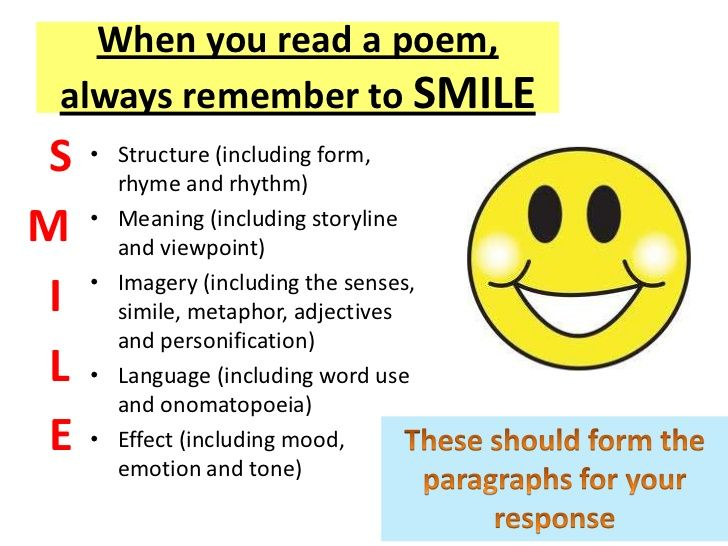 When you read a poem,
always remember to SMILE
S
M
I
L
E
• Structure (including form,
rhyme and rhythm)
• Meaning (including storyline
and viewpoint)
• Imagery (including the senses,
simile, metaphor, adjectives
and personification)
• Language (including word use
and onomatopoeia)
• Effect (including mood,
emotion and tone)
These should form the
paragraphs for your
response